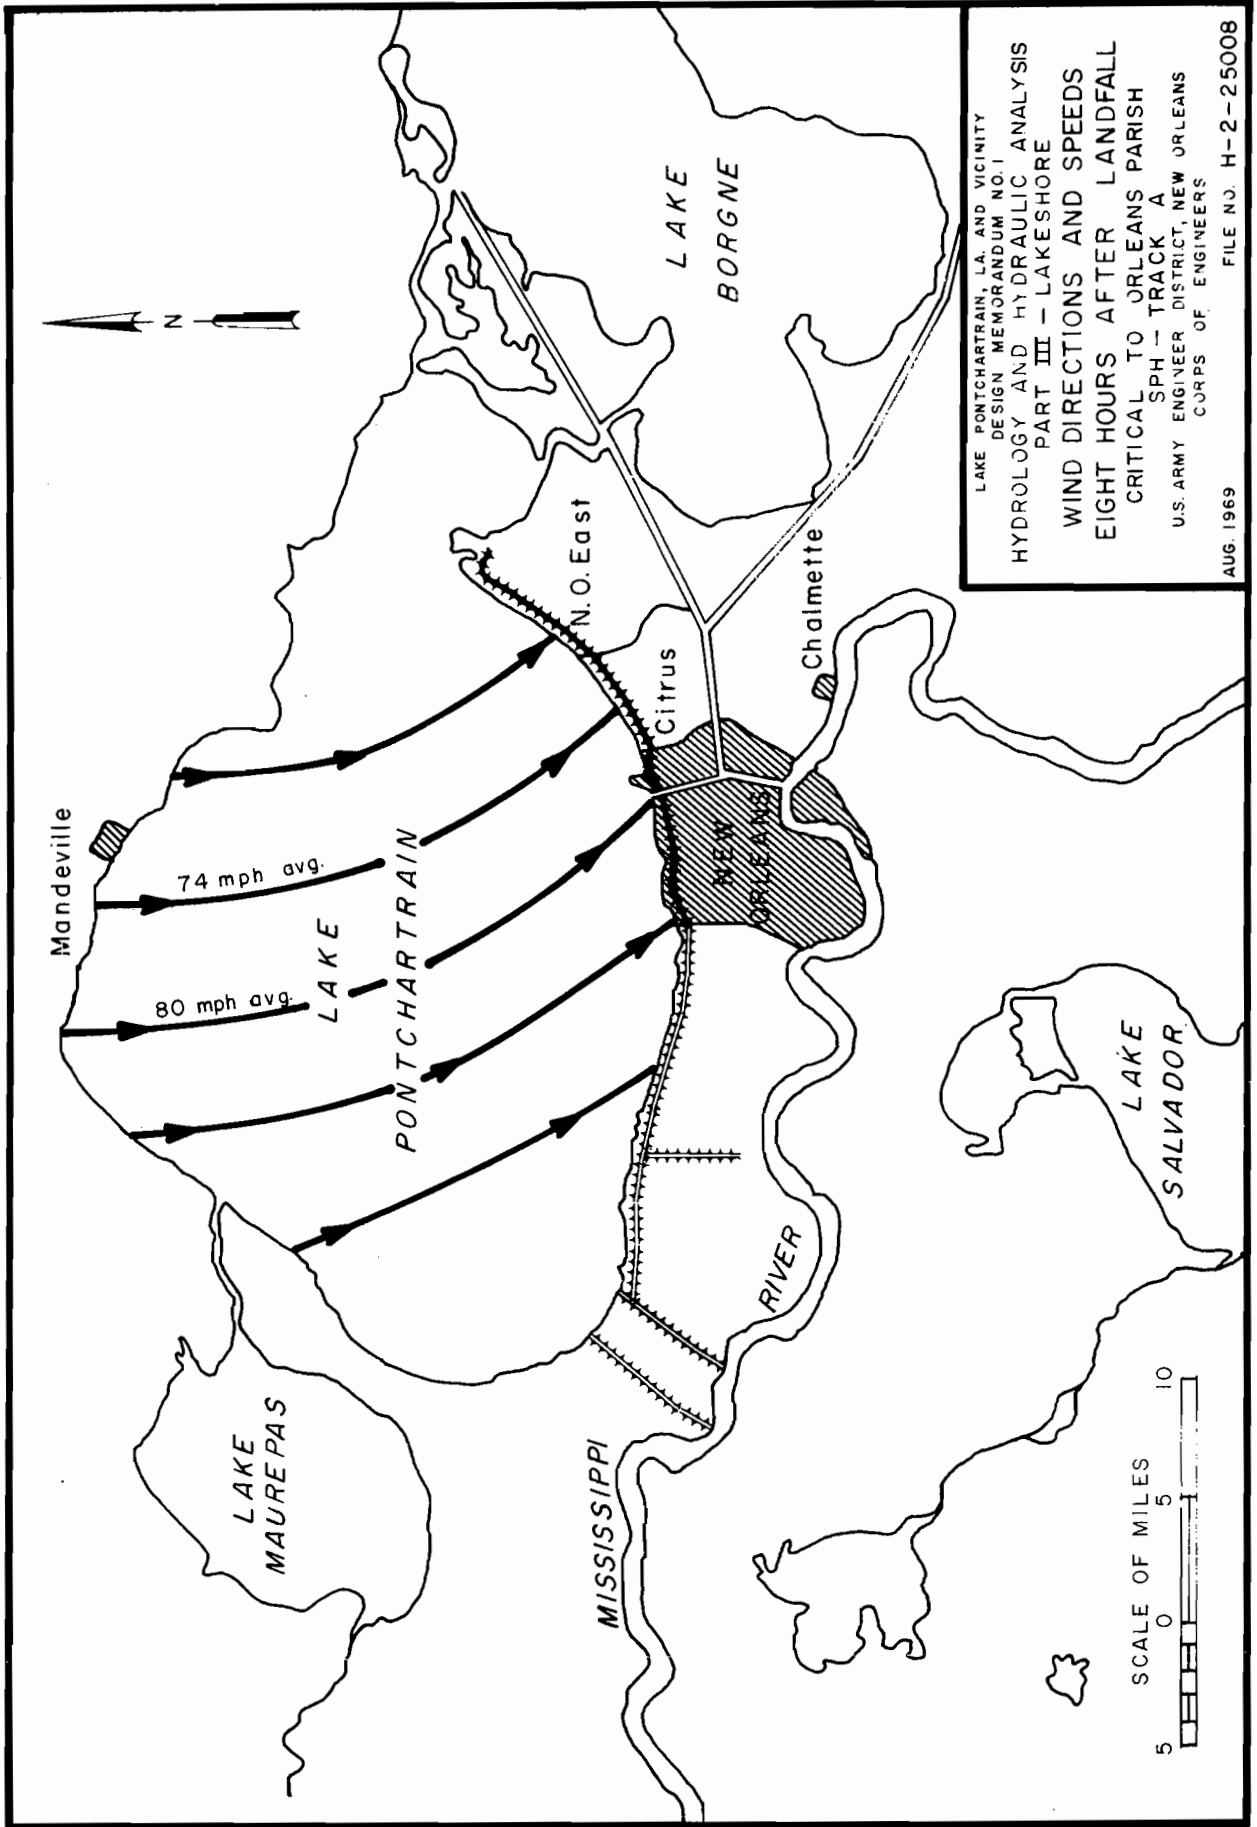 Mandeville
74 mph avg.
80 mph avg.
LAKE
PONTCHARTRAIN
N
LAKE
MAUREPAS
LAKE
BORGNE
N.O. East
Citrus
NEW
ORLEANS
Chalmette
MISSISSIPPI
RIVER
LAKE
SALVADOR
SCALE OF MILES
5 0 5 10
LAKE PONTCHARTRAIN, LA. AND VICINITY
DESIGN MEMORANDUM NO. 1
HYDROLOGY AND HYDRAULIC ANALYSIS
PART III – LAKESHORE
WIND DIRECTIONS AND SPEEDS
EIGHT HOURS AFTER LANDFALL
CRITICAL TO ORLEANS PARISH
SPH – TRACK A
U.S. ARMY ENGINEER DISTRICT, NEW ORLEANS
CORPS OF ENGINEERS
AUG. 1969 FILE NO. H-2-25008